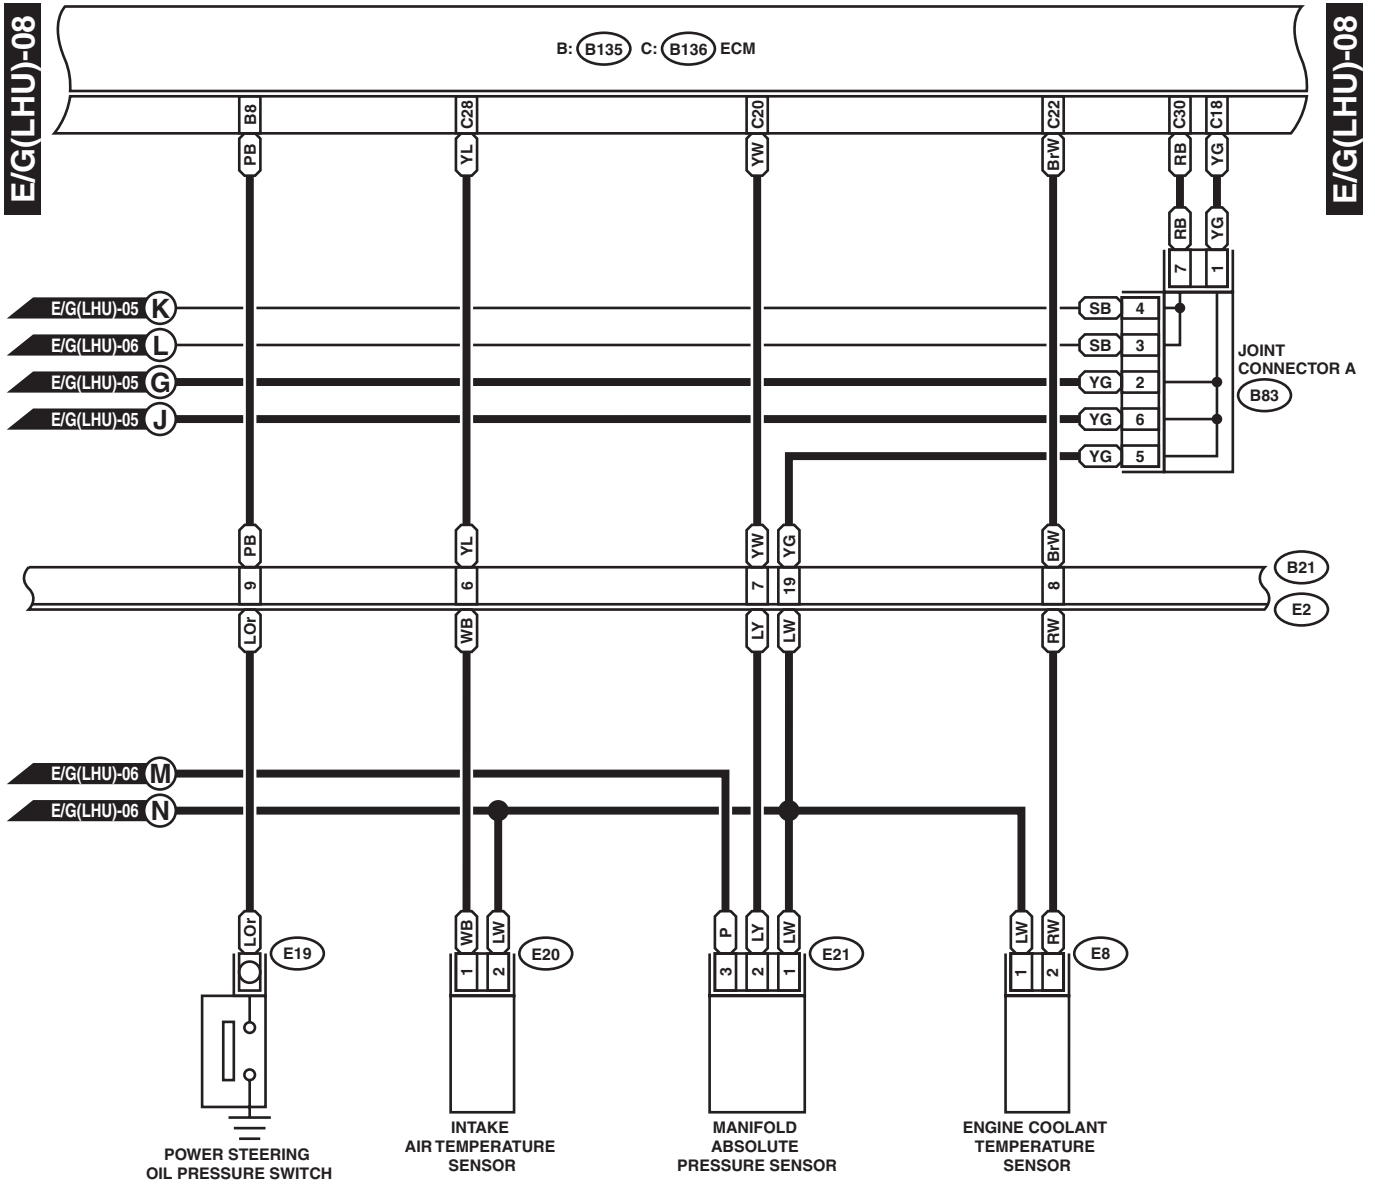 E/G(LHU)-08
E/G(LHU)-08
B: B135 C: B136 ECM
B8 C28 C20 C22 C30 C18
PB YL YW BrW RB YG
RB YG
7 1
E/G(LHU)-05 K SB 4
E/G(LHU)-06 L SB 3
E/G(LHU)-05 G YG 2
E/G(LHU)-05 J YG 6
YG 5
JOINT
CONNECTOR A
B83
PB YL YW YG BrW
9 6 7 19 8
B21
E2
LOr WB LY LW RW
E/G(LHU)-06 M
E/G(LHU)-06 N
LOr WB LW P LY LW LW RW
E19 E20 E21 E8
1 2 3 2 1 1 2
POWER STEERING
OIL PRESSURE SWITCH
INTAKE
AIR TEMPERATURE
SENSOR
MANIFOLD
ABSOLUTE
PRESSURE SENSOR
ENGINE COOLANT
TEMPERATURE
SENSOR